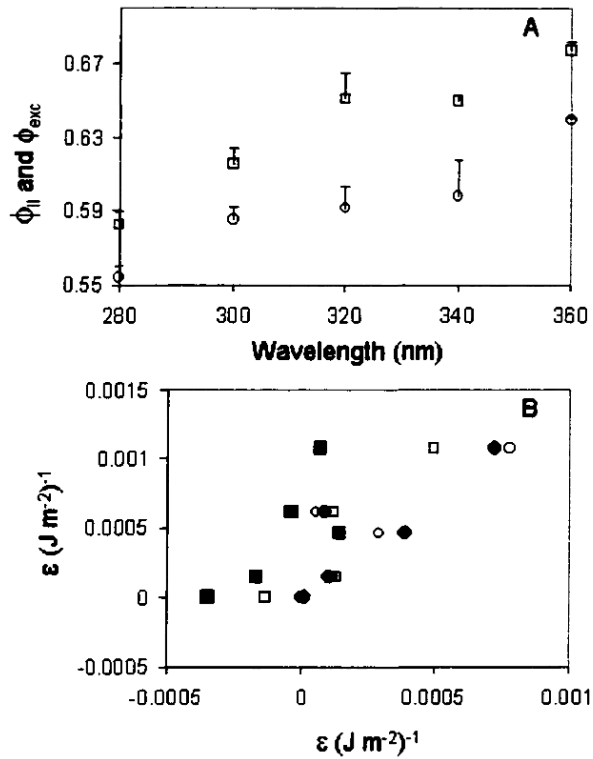 A
0.67
0.63
0.59
0.55
ϕII and ϕexc
280 300 320 340 360
Wavelength (nm)
B
0.0015
0.001
0.0005
0
-0.0005
ε (J m-2)-1
-0.0005 0 0.0005 0.001
ε (J m-2)-1